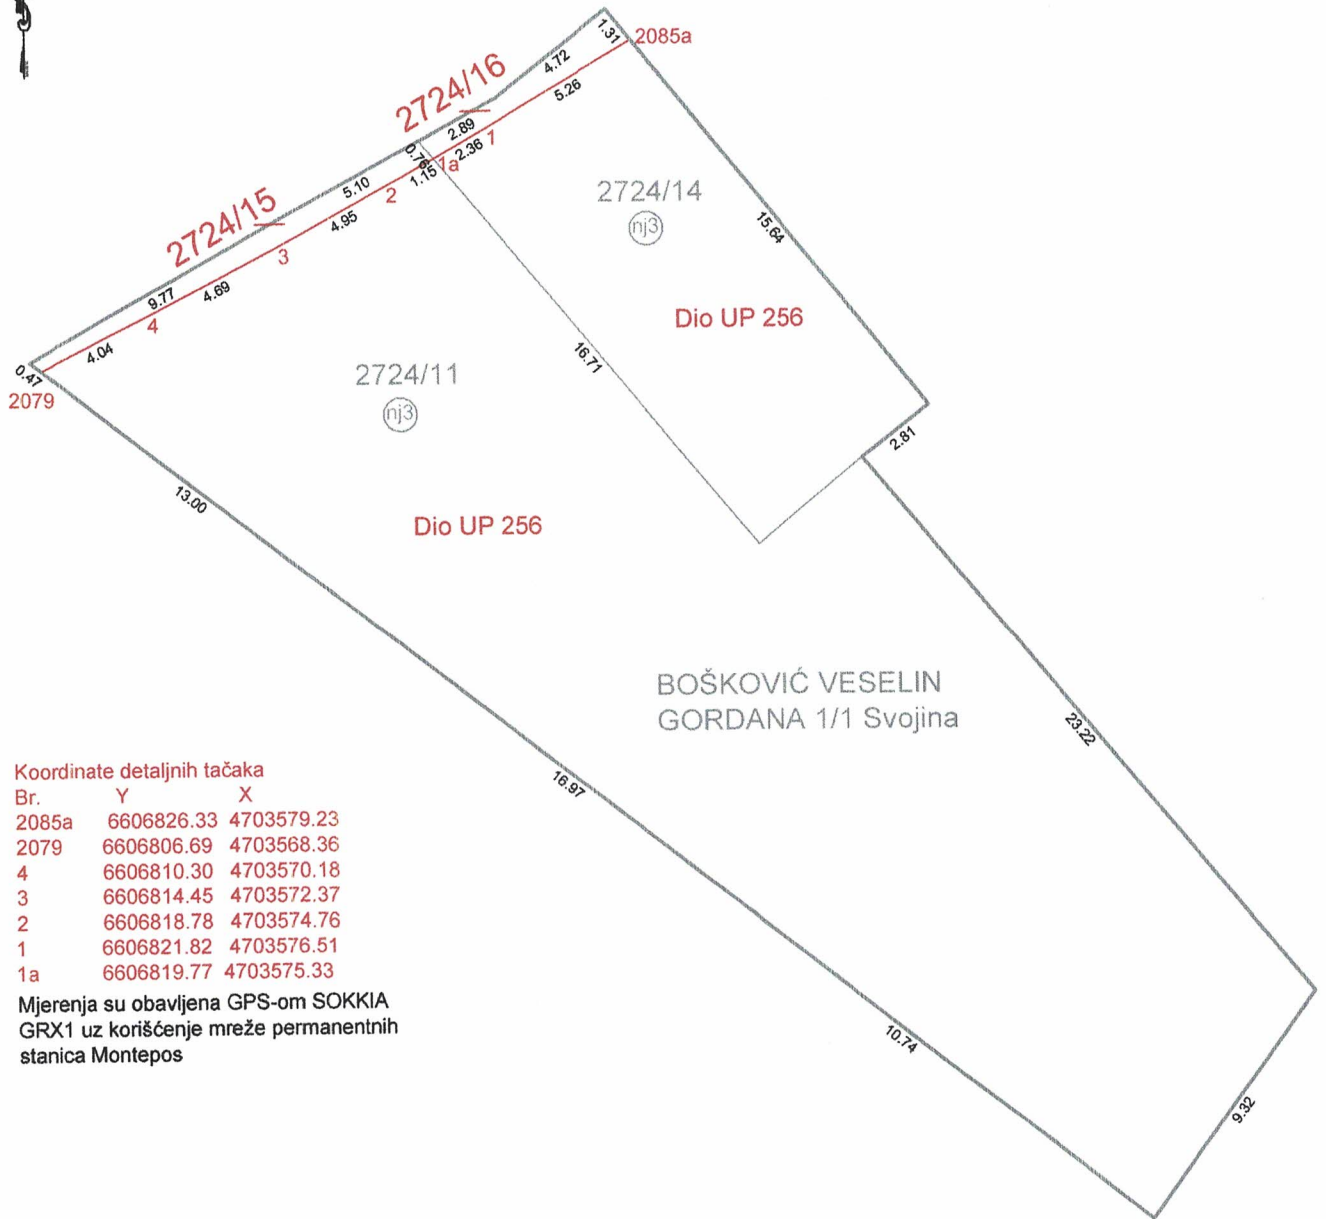 1.31
2085a
4.72
5.26
2724/16
2.89
1
2.36
0.76
1a
1.15
5.10
2
4.95
2724/15
3
9.77
4.69
4
4.04
0.47
2079
2724/14
nj3
15.64
Dio UP 256
2724/11
nj3
16.71
2.81
13.00
Dio UP 256
BOŠKOVIĆ VESELIN
GORDANA 1/1 Svojina
23.22
16.97
10.74
9.32
Koordinate detaljnih tačaka
Br. Y X
2085a 6606826.33 4703579.23
2079 6606806.69 4703568.36
4 6606810.30 4703570.18
3 6606814.45 4703572.37
2 6606818.78 4703574.76
1 6606821.82 4703576.51
1a 6606819.77 4703575.33
Mjerenja su obavljena GPS-om SOKKIA
GRX1 uz korišćenje mreže permanentnih
stanica Montepos